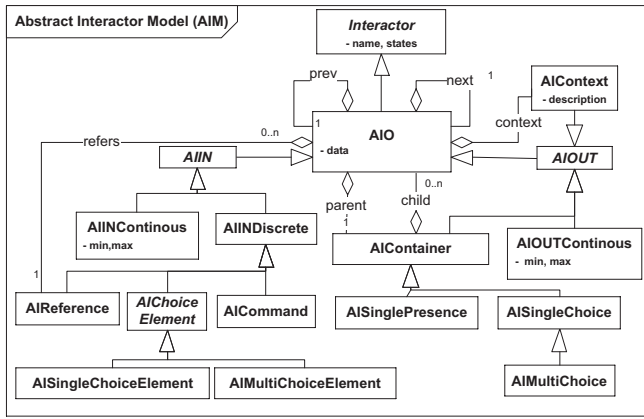 Abstract Interactor Model (AIM)
Interactor
- name, states
prev
next
1
AIContext
- description
context
AIO
1
- data
refers
0..n
AIIN
AIOUT
0..n
parent
child
1
AIINContinous
- min,max
AIINDiscrete
AIContainer
AIOUTContinous
- min, max
1
AIReference
AIChoice
Element
AICommand
AISinglePresence
AISingleChoice
AISingleChoiceElement
AIMultiChoiceElement
AIMultiChoice